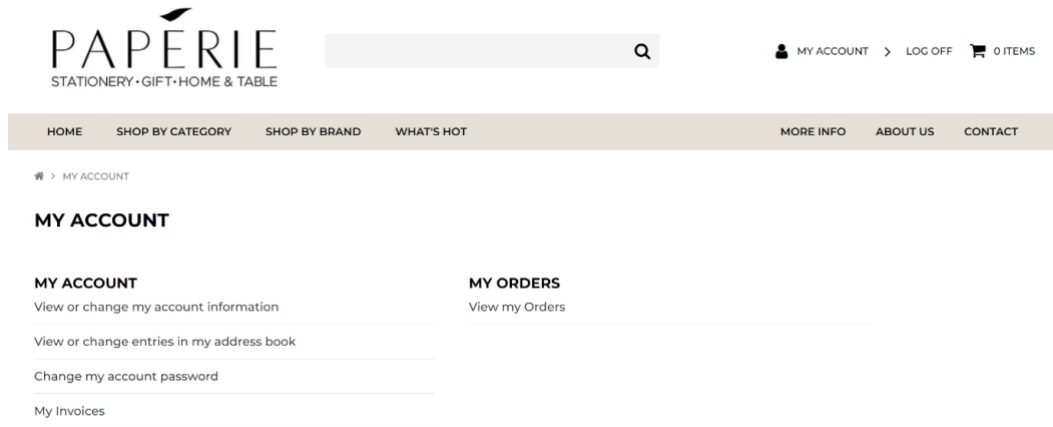 PAPĒRIE
STATIONERY•GIFT•HOME & TABLE
MY ACCOUNT > LOG OFF 0 ITEMS
HOME SHOP BY CATEGORY SHOP BY BRAND WHAT'S HOT MORE INFO ABOUT US CONTACT
> MY ACCOUNT
MY ACCOUNT
MY ACCOUNT
View or change my account information
View or change entries in my address book
Change my account password
My Invoices
MY ORDERS
View my Orders